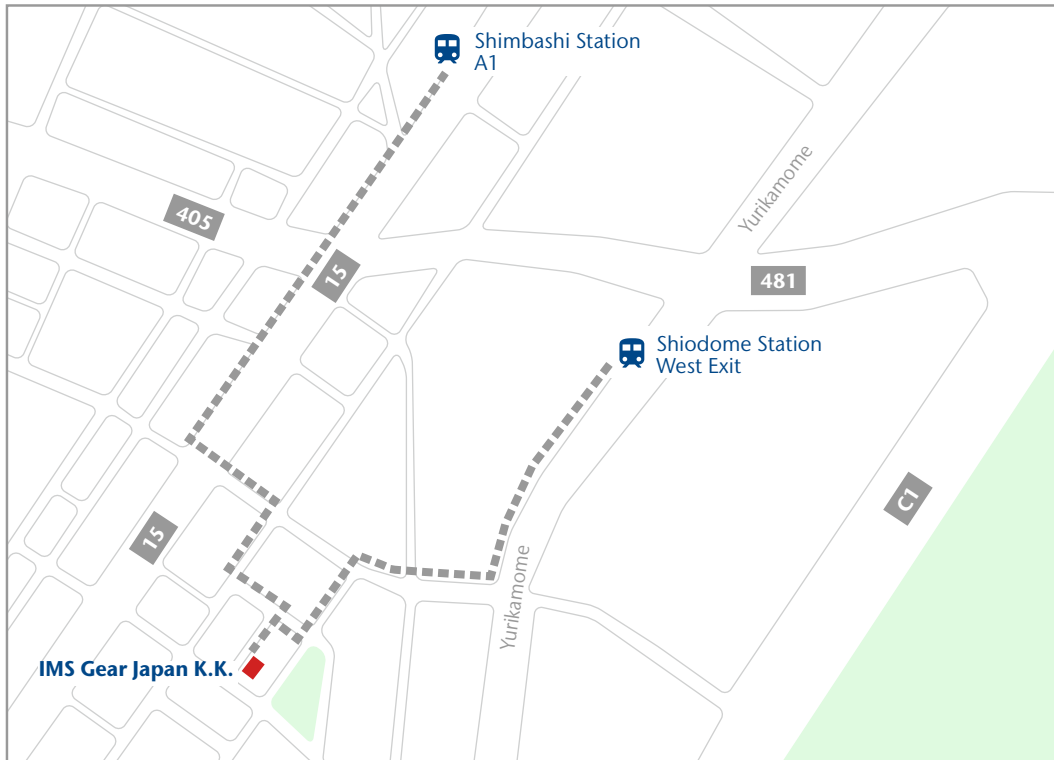 Shimbashi Station
A1
Yurikamome
405
15
481
Shiodome Station
West Exit
C1
15
Yurikamome
IMS Gear Japan K.K.